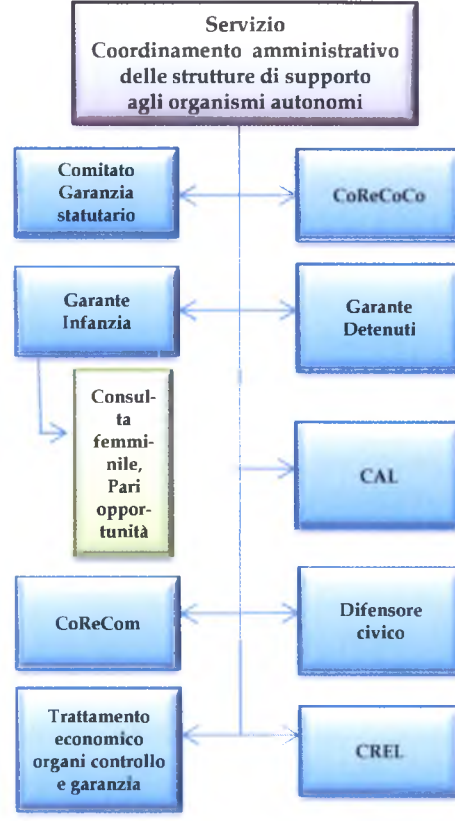 Servizio
Coordinamento amministrativo
delle strutture di supporto
agli organismi autonomi
Comitato
Garanzia
statutario
CoReCoCo
Garante
Infanzia
Garante
Detenuti
Consul-
ta
femmi-
nile,
Pari
oppor-
tunità
CAL
CoReCom
Difensore
civico
Trattamento
economico
organi controllo
e garanzia
CREL